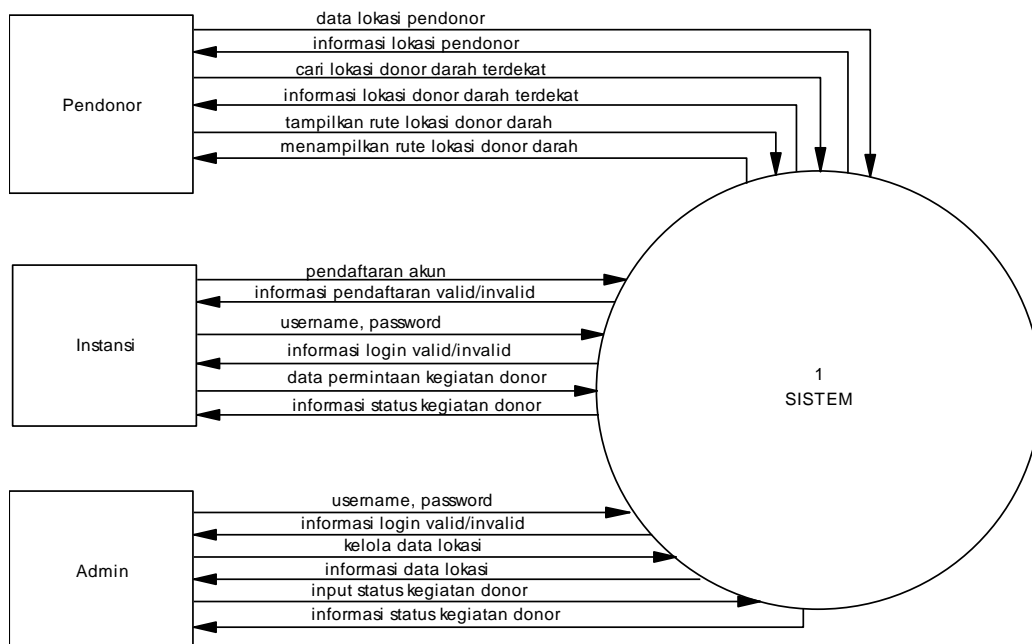 data lokasi pendonor
informasi lokasi pendonor
cari lokasi donor darah terdekat
Pendonor
informasi lokasi donor darah terdekat
tampilkan rute lokasi donor darah
menampilkan rute lokasi donor darah
pendaftaran akun
informasi pendaftaran valid/invalid
username, password
Instansi
informasi login valid/invalid
data permintaan kegiatan donor
informasi status kegiatan donor
1
SISTEM
username, password
informasi login valid/invalid
kelola data lokasi
Admin
informasi data lokasi
input status kegiatan donor
informasi status kegiatan donor